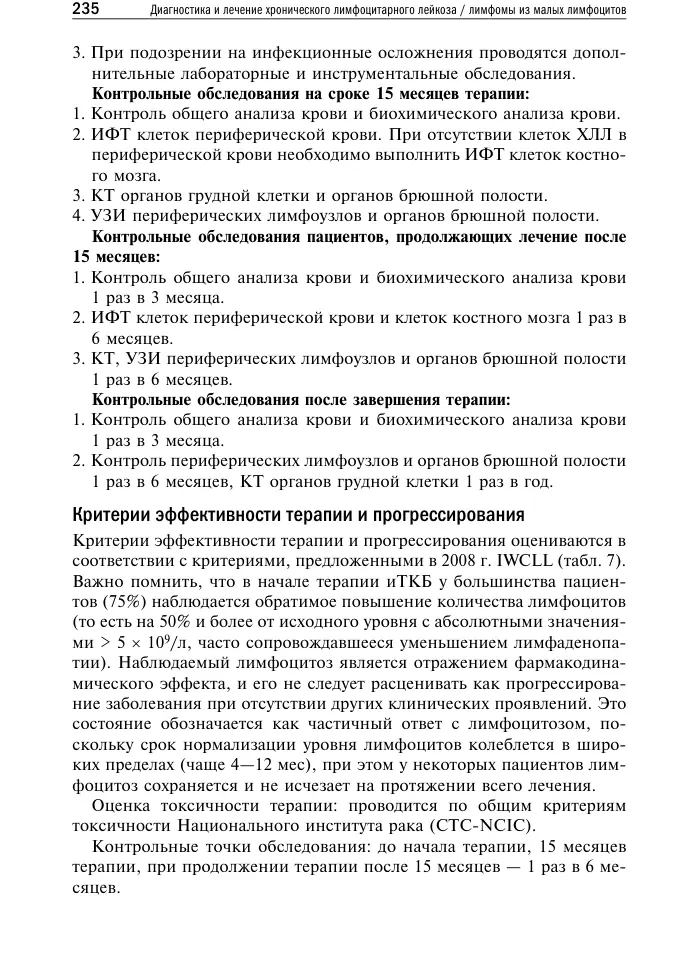 235 Диагностика и лечение хронического лимфоцитарного лейкоза / лимфомы из малых лимфоцитов
3. При подозрении на инфекционные осложнения проводятся допол-
нительные лабораторные и инструментальные обследования.
Контрольные обследования на сроке 15 месяцев терапии:
1. Контроль общего анализа крови и биохимического анализа крови.
2. ИФТ клеток периферической крови. При отсутствии клеток ХЛЛ в
периферической крови необходимо выполнить ИФТ клеток костно-
го мозга.
3. КТ органов грудной клетки и органов брюшной полости.
4. УЗИ периферических лимфоузлов и органов брюшной полости.
Контрольные обследования пациентов, продолжающих лечение после
15 месяцев:
1. Контроль общего анализа крови и биохимического анализа крови
1 раз в 3 месяца.
2. ИФТ клеток периферической крови и клеток костного мозга 1 раз в
6 месяцев.
3. КТ, УЗИ периферических лимфоузлов и органов брюшной полости
1 раз в 6 месяцев.
Контрольные обследования после завершения терапии:
1. Контроль общего анализа крови и биохимического анализа крови
1 раз в 3 месяца.
2. Контроль периферических лимфоузлов и органов брюшной полости
1 раз в 6 месяцев, КТ органов грудной клетки 1 раз в год.
Критерии эффективности терапии и прогрессирования
Критерии эффективности терапии и прогрессирования оцениваются в
соответствии с критериями, предложенными в 2008 г. IWCLL (табл. 7).
Важно помнить, что в начале терапии иТКБ у большинства пациен-
тов (75%) наблюдается обратимое повышение количества лимфоцитов
(то есть на 50% и более от исходного уровня с абсолютными значения-
ми > 5 × 10⁹/л, часто сопровождавшееся уменьшением лимфаденопа-
тии). Наблюдаемый лимфоцитоз является отражением фармакодина-
мического эффекта, и его не следует расценивать как прогрессирова-
ние заболевания при отсутствии других клинических проявлений. Это
состояние обозначается как частичный ответ с лимфоцитозом, по-
скольку срок нормализации уровня лимфоцитов колеблется в широ-
ких пределах (чаще 4—12 мес), при этом у некоторых пациентов лим-
фоцитоз сохраняется и не исчезает на протяжении всего лечения.
Оценка токсичности терапии: проводится по общим критериям
токсичности Национального института рака (CTC-NCIC).
Контрольные точки обследования: до начала терапии, 15 месяцев
терапии, при продолжении терапии после 15 месяцев — 1 раз в 6 ме-
сяцев.